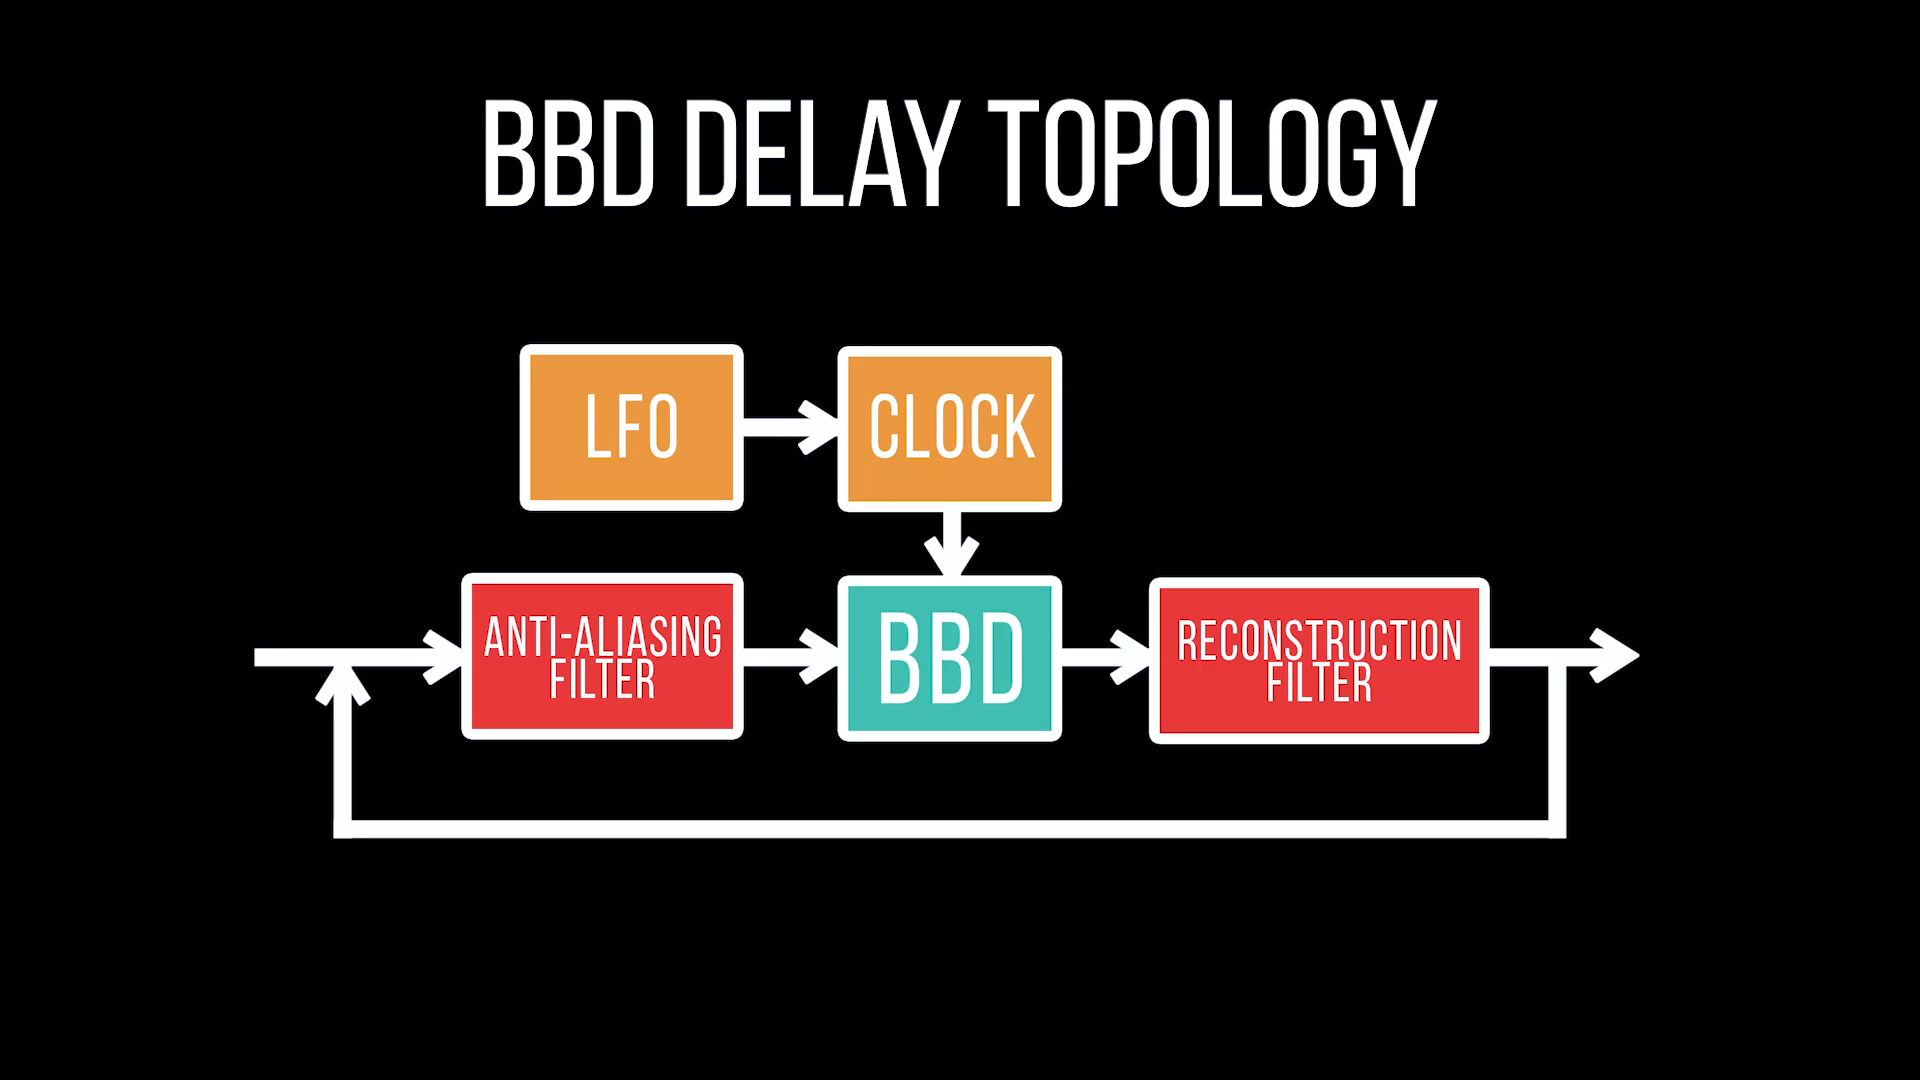 BBD DELAY TOPOLOGY
LFO
CLOCK
ANTI-ALIASING
FILTER
BBD
RECONSTRUCTION
FILTER